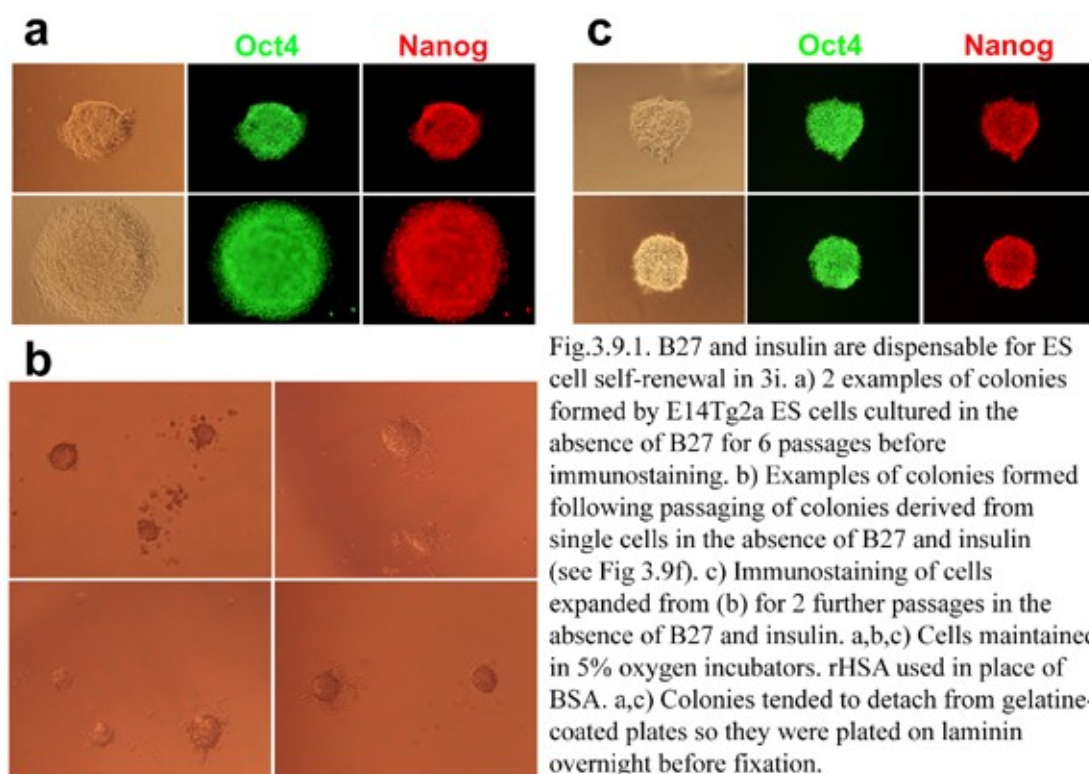 a
Oct4 Nanog
c
Oct4 Nanog
b
Fig.3.9.1. B27 and insulin are dispensable for ES
cell self-renewal in 3i. a) 2 examples of colonies
formed by E14Tg2a ES cells cultured in the
absence of B27 for 6 passages before
immunostaining. b) Examples of colonies formed
following passaging of colonies derived from
single cells in the absence of B27 and insulin
(see Fig 3.9f). c) Immunostaining of cells
expanded from (b) for 2 further passages in the
absence of B27 and insulin. a,b,c) Cells maintained
in 5% oxygen incubators. rHSA used in place of
BSA. a,c) Colonies tended to detach from gelatine-
coated plates so they were plated on laminin
overnight before fixation.